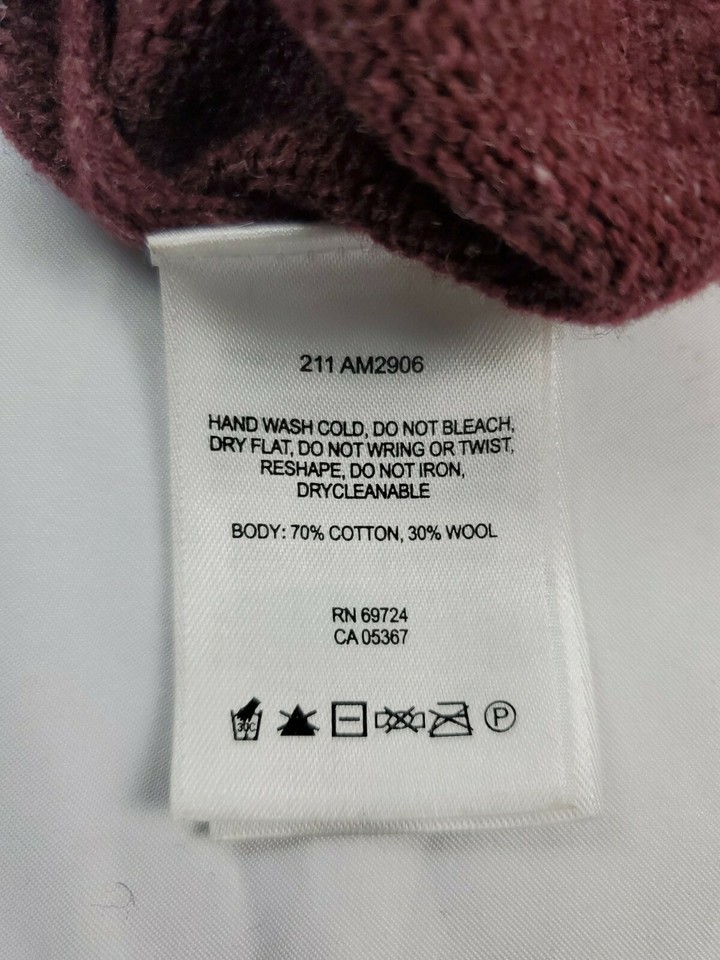 211 AM2906
HAND WASH COLD, DO NOT BLEACH,
DRY FLAT, DO NOT WRING OR TWIST,
RESHAPE, DO NOT IRON,
DRYCLEANABLE
BODY: 70% COTTON, 30% WOOL
RN 69724
CA 05367
30C P